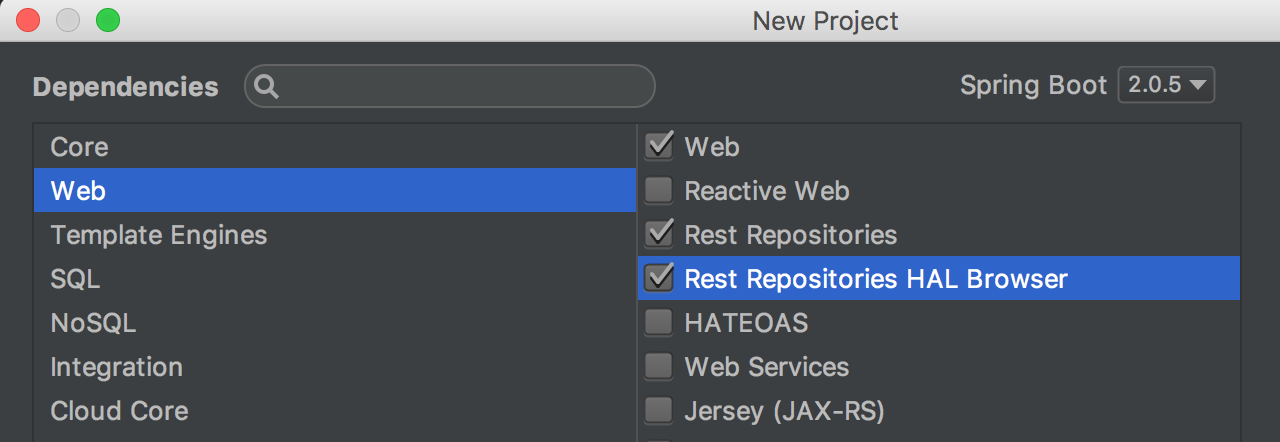 New Project
Dependencies
Spring Boot 2.0.5
Core
Web
Template Engines
SQL
NoSQL
Integration
Cloud Core
Web
Reactive Web
Rest Repositories
Rest Repositories HAL Browser
HATEOAS
Web Services
Jersey (JAX-RS)